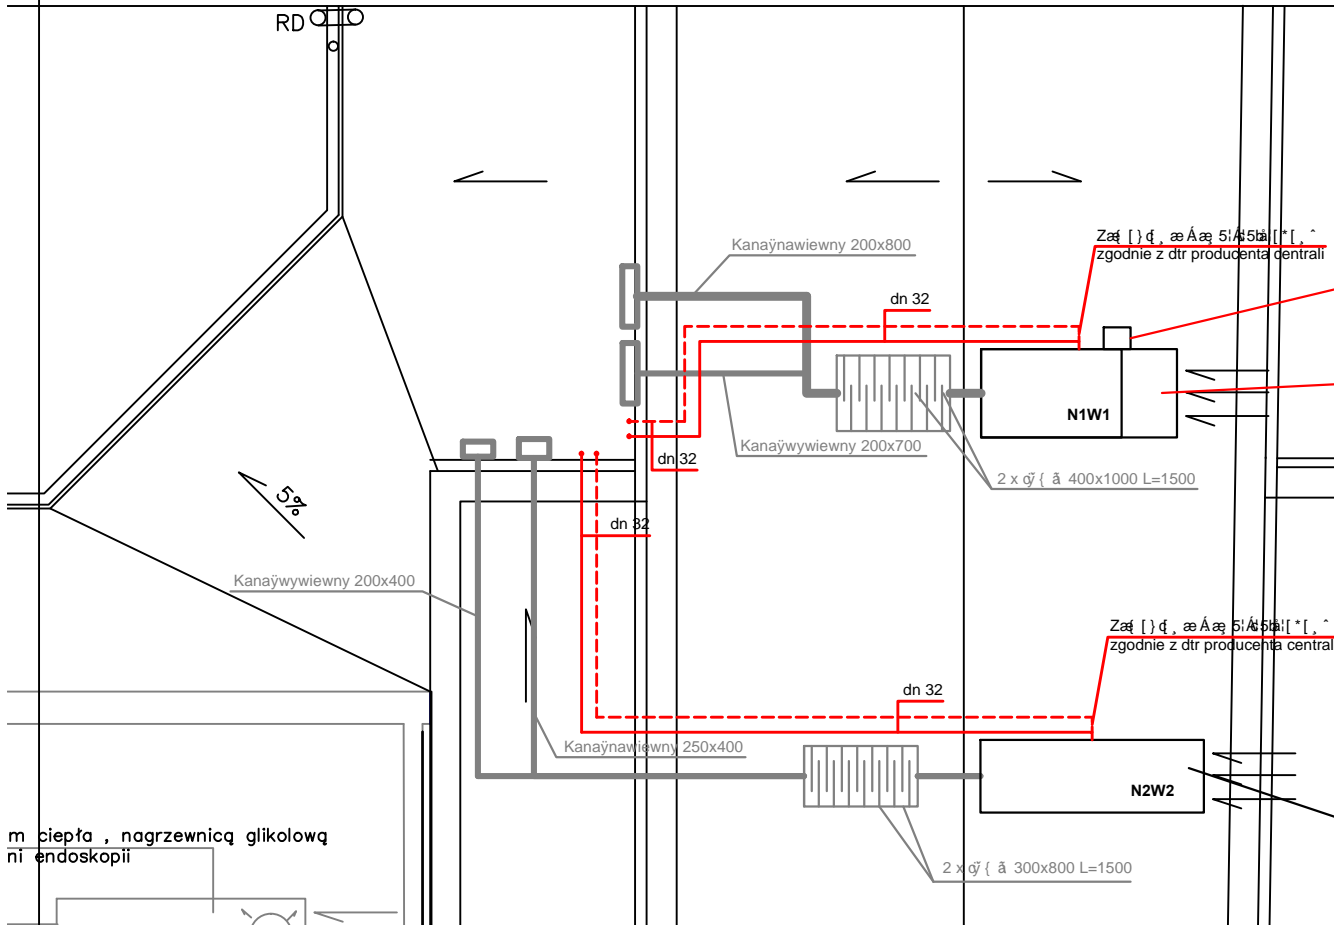 RD
Kanaÿnawiewny 200x800
zgodnie z dtr producenta centrali
dn 32
N1W1
Kanaÿwywiewny 200x700
dn 32
2 x 400x1000 L=1500
5%
dn 32
Kanaÿwywiewny 200x400
zgodnie z dtr producenta central
dn 32
Kanaÿnawiewny 250x400
N2W2
m ciepła , nagrzewnicą glikolową
ni endoskopii
2 x 300x800 L=1500